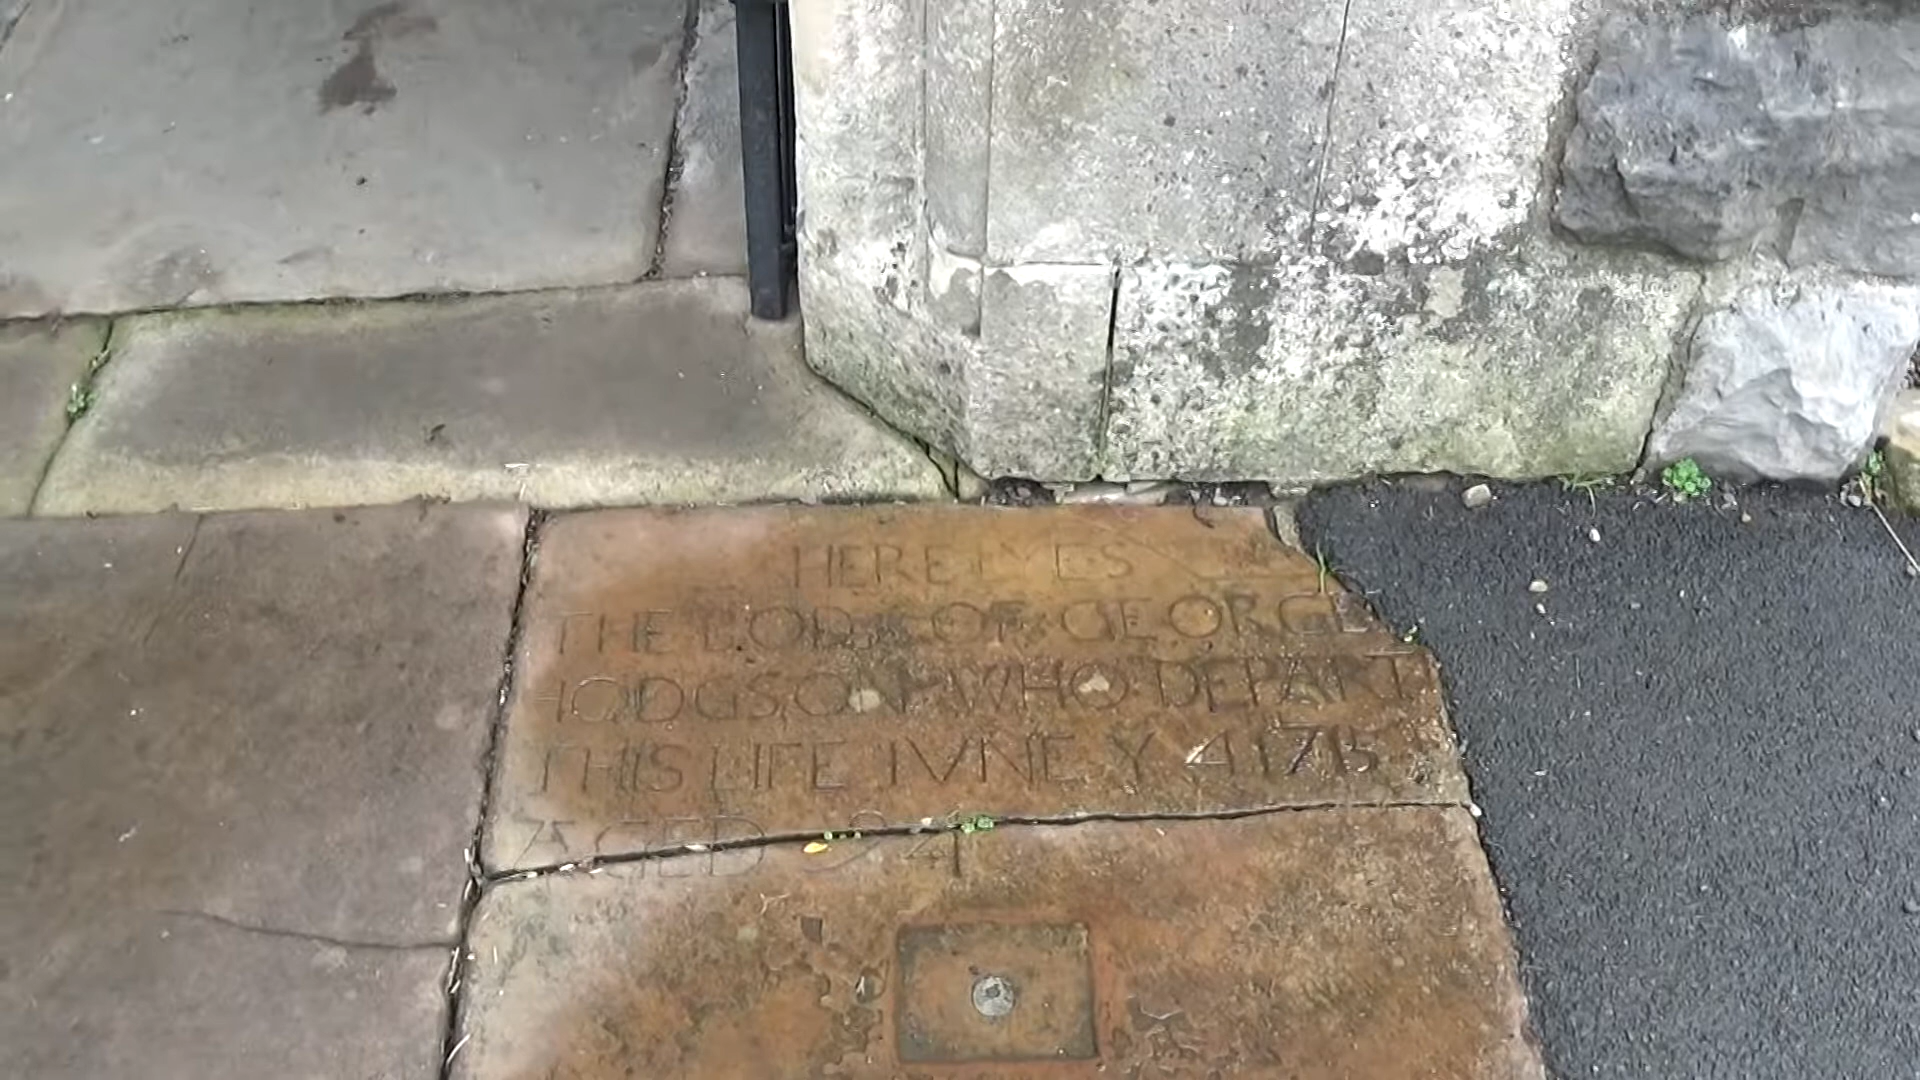 HERE LYES
THE BODY OF GEORGE
HODGSON WHO DEPART
THIS LIFE IVNE Y 4 1715
AGED 94